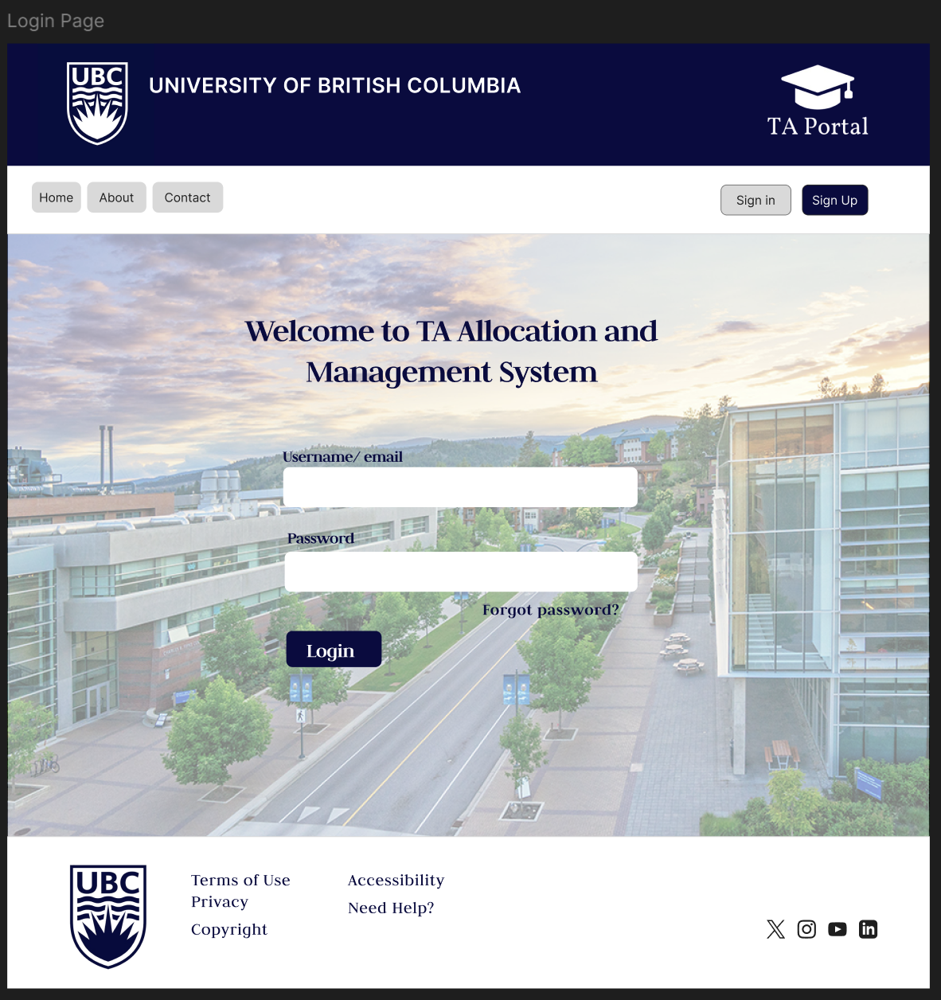 Login Page
UBC
UNIVERSITY OF BRITISH COLUMBIA
TA Portal
Home
About
Contact
Sign in
Sign Up
Welcome to TA Allocation and
Management System
Username/ email
Password
Forgot password?
Login
UBC
Terms of Use
Privacy
Copyright
Accessibility
Need Help?
X
in